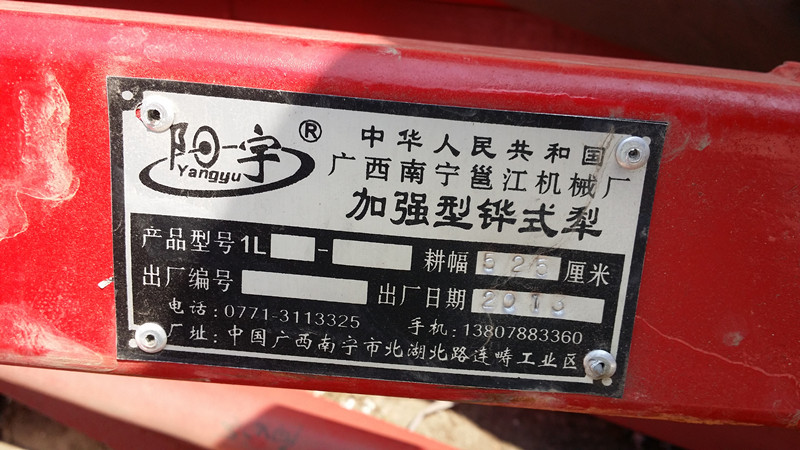 阳宇®
Yangyu
中华人民共和国
广西南宁邕江机械厂
加强型铧式犁
产品型号1L - 耕幅 525 厘米
出厂编号 出厂日期 2013
电话:0771-3113325 手机:13807883360
厂址:中国广西南宁市北湖北路连畴工业区